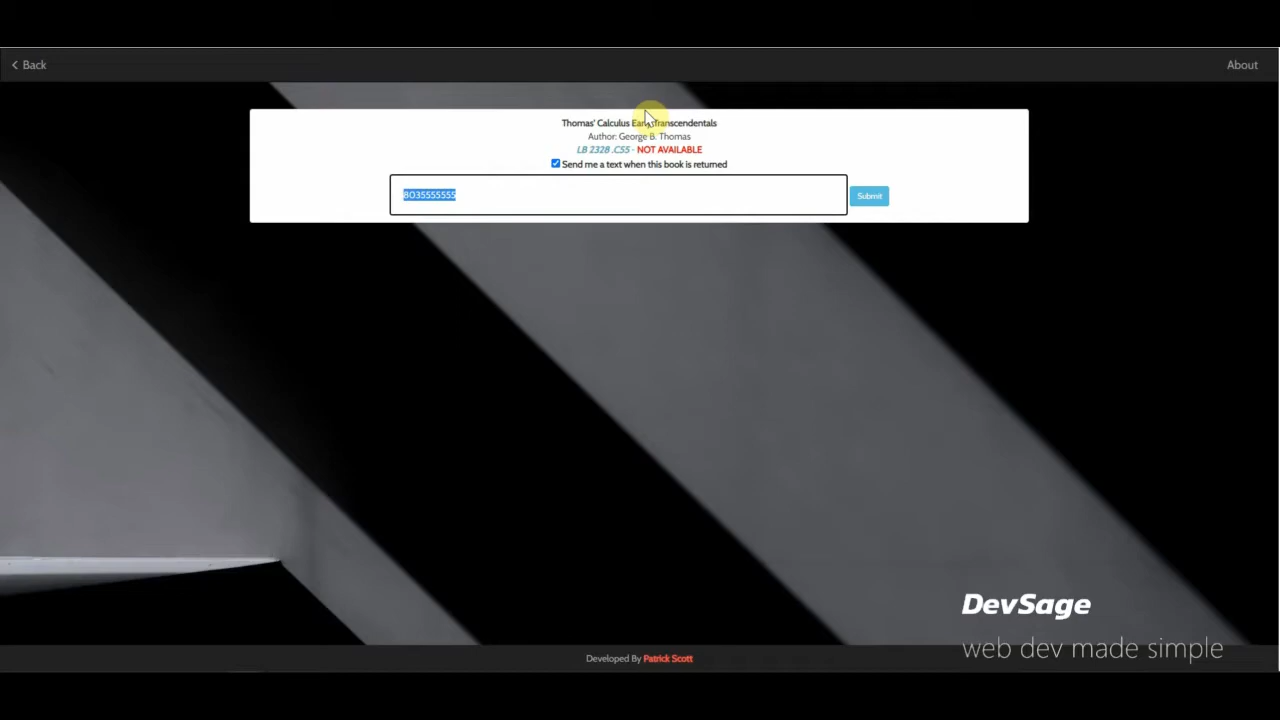 Back
About
Thomas' Calculus Early Transcendentals
Author: George B. Thomas
LB 2328 .C55 - NOT AVAILABLE
Send me a text when this book is returned
8035555555
Submit
DevSage
web dev made simple
Developed By Patrick Scott